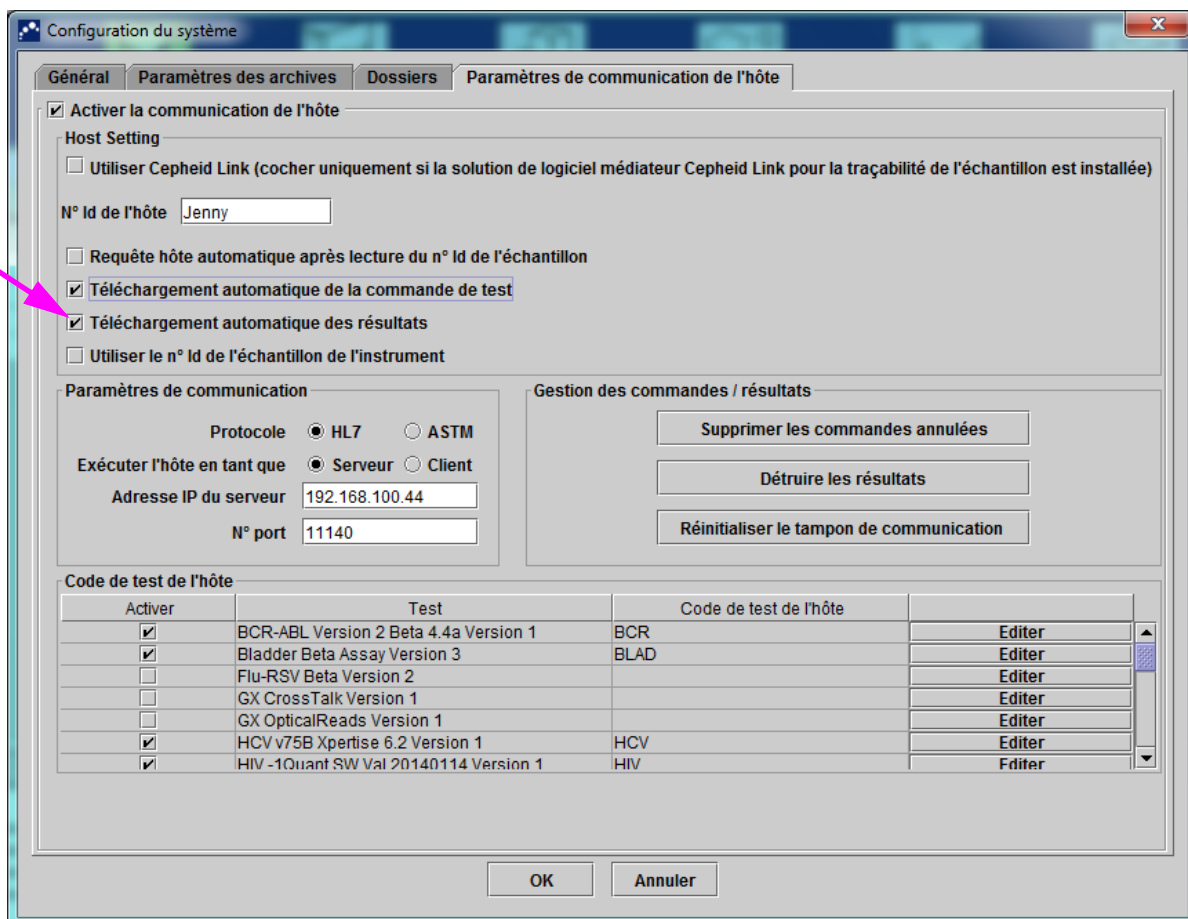 Configuration du système
Général Paramètres des archives Dossiers Paramètres de communication de l'hôte
Activer la communication de l'hôte
Host Setting
Utiliser Cepheid Link (cocher uniquement si la solution de logiciel médiateur Cepheid Link pour la traçabilité de l'échantillon est installée)
N° Id de l'hôte Jenny
Requête hôte automatique après lecture du n° Id de l'échantillon
Téléchargement automatique de la commande de test
Téléchargement automatique des résultats
Utiliser le n° Id de l'échantillon de l'instrument
Paramètres de communication
Protocole HL7 ASTM
Exécuter l'hôte en tant que Serveur Client
Adresse IP du serveur 192.168.100.44
N° port 11140
Gestion des commandes / résultats
Supprimer les commandes annulées
Détruire les résultats
Réinitialiser le tampon de communication
Code de test de l'hôte
Activer Test Code de test de l'hôte
BCR-ABL Version 2 Beta 4.4a Version 1 BCR Editer
Bladder Beta Assay Version 3 BLAD Editer
Flu-RSV Beta Version 2 Editer
GX CrossTalk Version 1 Editer
GX OpticalReads Version 1 Editer
HCV v75B Xpertise 6.2 Version 1 HCV Editer
HIV -1Quant SW Val 20140114 Version 1 HIV Editer
OK Annuler